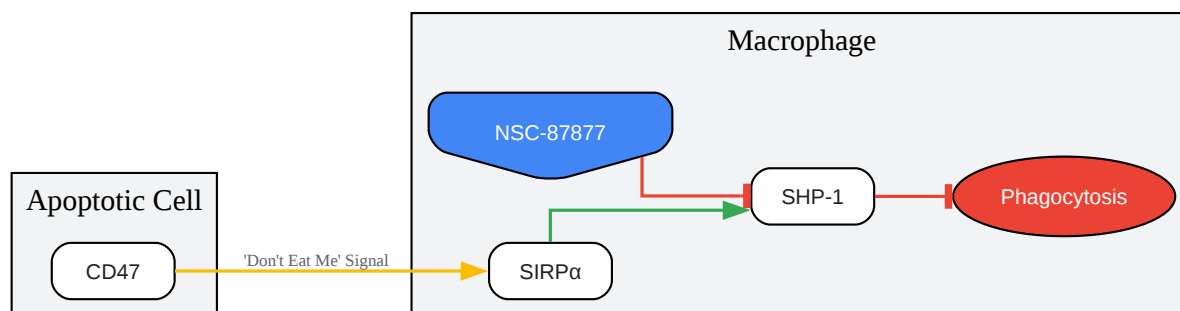 Macrophage
NSC-87877
Apoptotic Cell
SHP-1
Phagocytosis
CD47
'Don't Eat Me' Signal
SIRPα